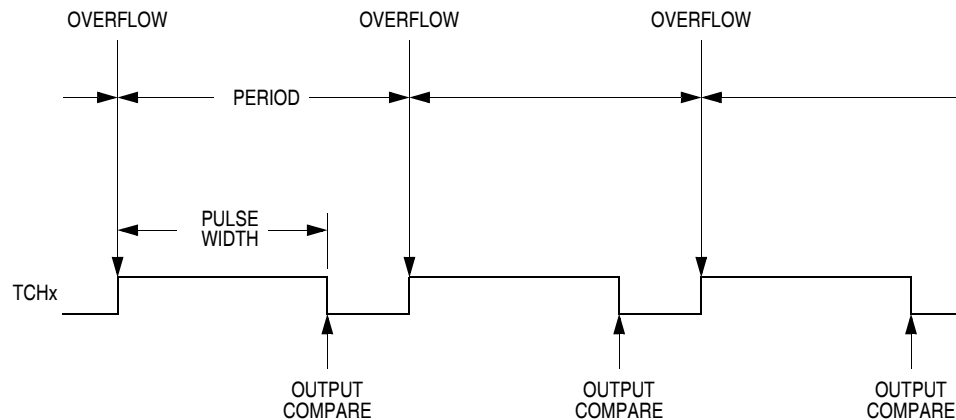 OVERFLOW
OVERFLOW
OVERFLOW
PERIOD
PULSE
WIDTH
TCHx
OUTPUT
COMPARE
OUTPUT
COMPARE
OUTPUT
COMPARE